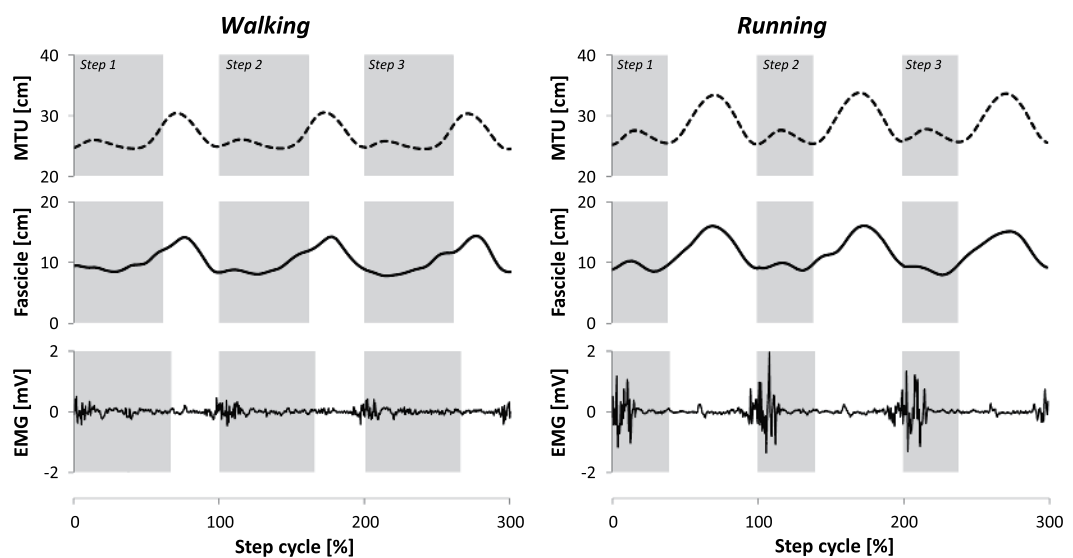 Walking
Running
40
30
20
MTU [cm]
Step 1
Step 2
Step 3
40
30
20
MTU [cm]
Step 1
Step 2
Step 3
20
10
0
Fascicle [cm]
20
10
0
Fascicle [cm]
2
0
-2
EMG [mV]
2
0
-2
EMG [mV]
0
100
200
300
Step cycle [%]
0
100
200
300
Step cycle [%]